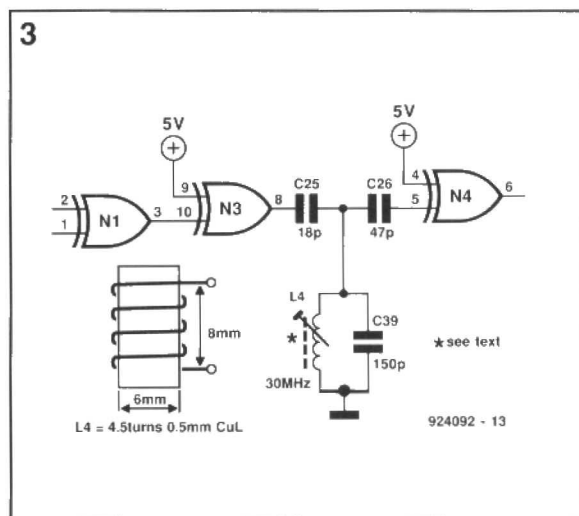 3
5V
5V
9
4
2
1
N1
3
10
N3
8
C25
18p
C26
47p
5
N4
6
8mm
6mm
L4 = 4.5turns 0.5mm CuL
L4
*
30MHz
C39
150p
*see text
924092 - 13